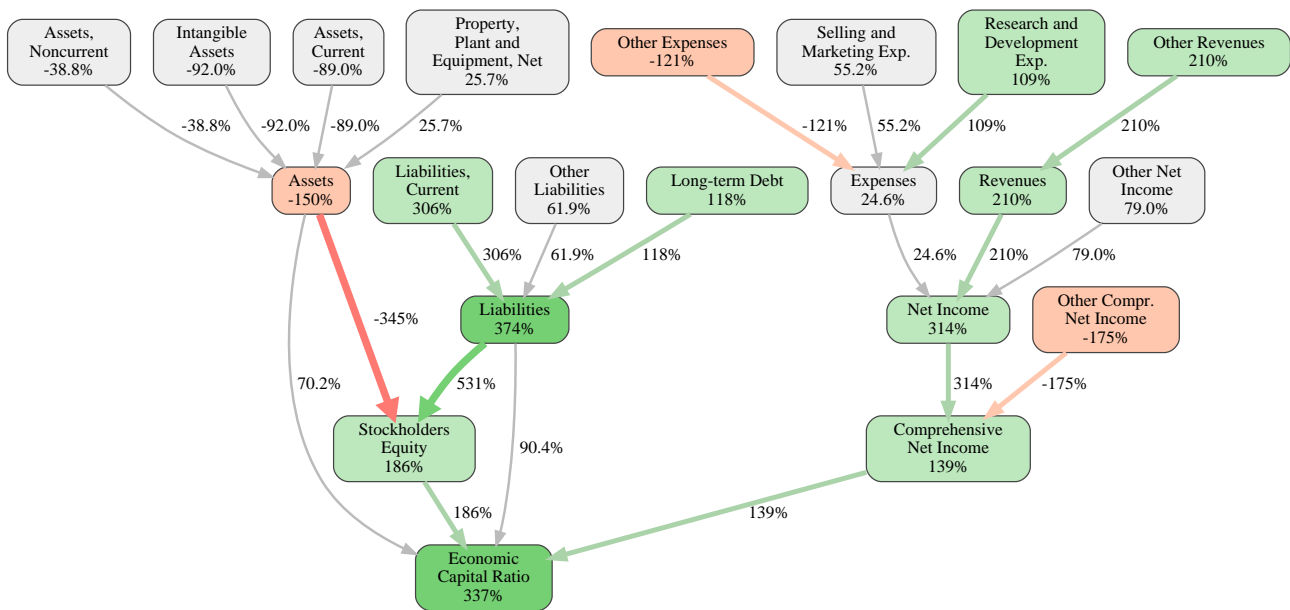 Assets,
Noncurrent
-38.8%
Intangible
Assets
-92.0%
Assets,
Current
-89.0%
Property,
Plant and
Equipment, Net
25.7%
Other Expenses
-121%
Selling and
Marketing Exp.
55.2%
Research and
Development
Exp.
109%
Other Revenues
210%
-38.8%
-92.0%
-89.0%
25.7%
-121%
55.2%
109%
210%
Assets
-150%
Liabilities,
Current
306%
Other
Liabilities
61.9%
Long-term Debt
118%
Expenses
24.6%
Revenues
210%
Other Net
Income
79.0%
306%
61.9%
118%
24.6%
210%
79.0%
-345%
Liabilities
374%
Net Income
314%
Other Compr.
Net Income
-175%
70.2%
531%
314%
-175%
Stockholders
Equity
186%
90.4%
Comprehensive
Net Income
139%
186%
139%
Economic
Capital Ratio
337%